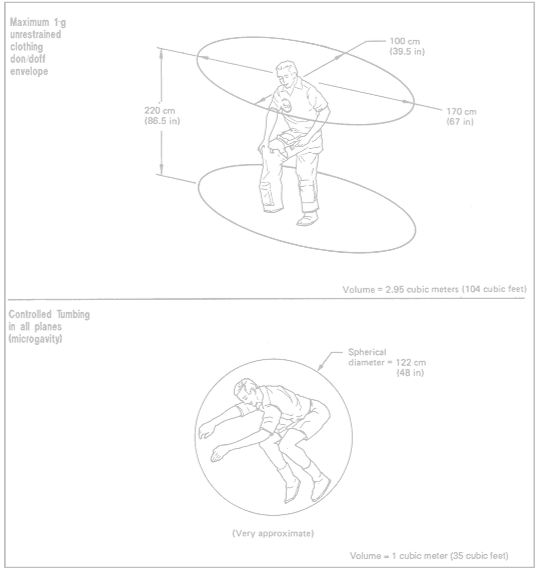 Maximum 1-g
unrestrained
clothing
don/doff
envelope
100 cm
(39.5 in)
220 cm
(86.5 in)
170 cm
(67 in)
Volume = 2.95 cubic meters (104 cubic feet)
Controlled Tumbing
in all planes
(microgavity)
Spherical
diameter = 122 cm
(48 in)
(Very approximate)
Volume = 1 cubic meter (35 cubic feet)